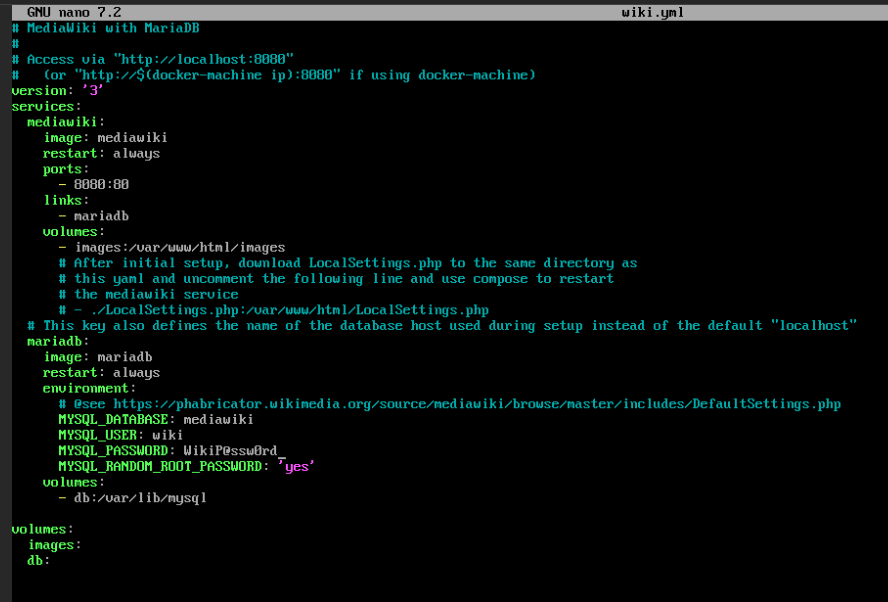 GNU nano 7.2 wiki.yml
# MediaWiki with MariaDB
#
# Access via "http://localhost:8080"
#   (or "http://$(docker-machine ip):8080" if using docker-machine)
version: '3'
services:
  mediawiki:
    image: mediawiki
    restart: always
    ports:
      - 8080:80
    links:
      - mariadb
    volumes:
      - images:/var/www/html/images
      # After initial setup, download LocalSettings.php to the same directory as
      # this yaml and uncomment the following line and use compose to restart
      # the mediawiki service
      # - ./LocalSettings.php:/var/www/html/LocalSettings.php
  # This key also defines the name of the database host used during setup instead of the default "localhost"
  mariadb:
    image: mariadb
    restart: always
    environment:
      # @see https://phabricator.wikimedia.org/source/mediawiki/browse/master/includes/DefaultSettings.php
      MYSQL_DATABASE: mediawiki
      MYSQL_USER: wiki
      MYSQL_PASSWORD: WikiP@ssw0rd
      MYSQL_RANDOM_ROOT_PASSWORD: 'yes'
    volumes:
      - db:/var/lib/mysql

volumes:
  images:
  db: